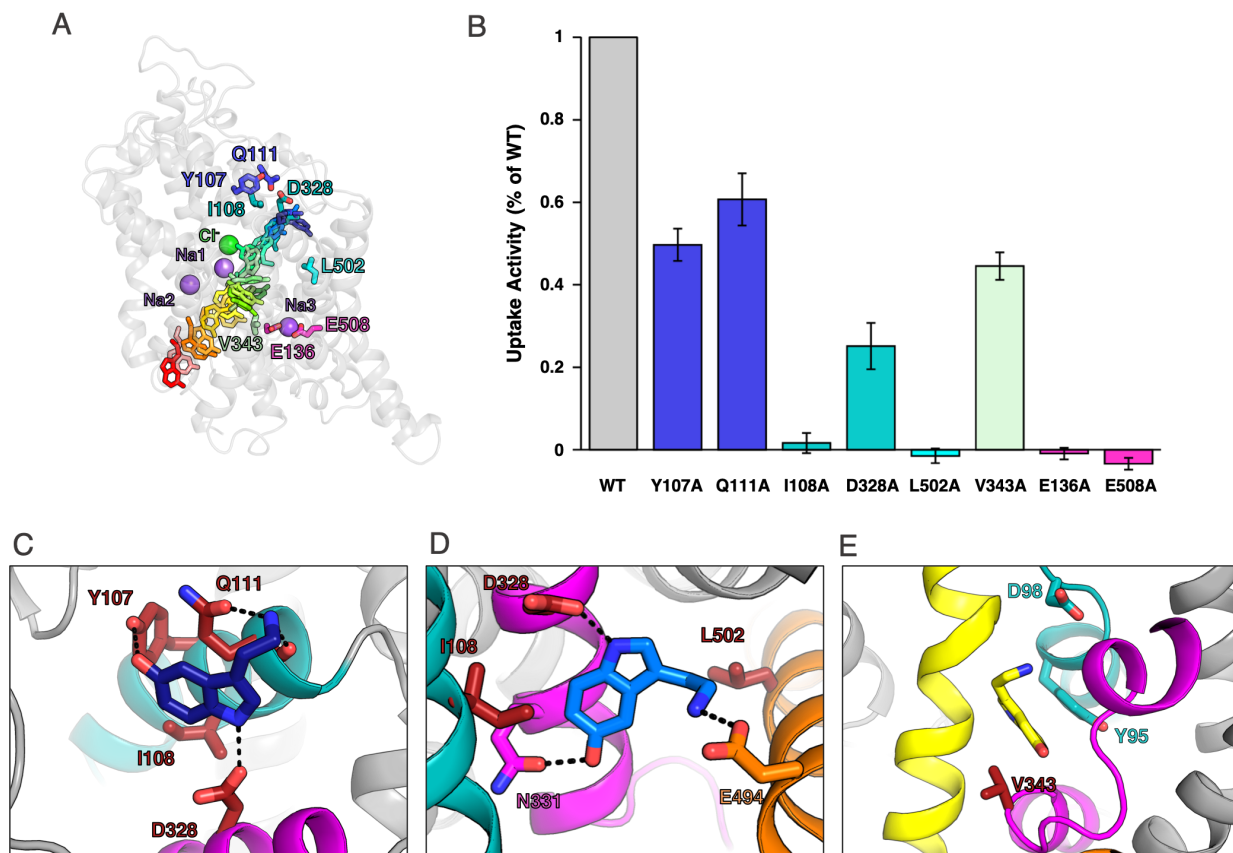 A
Q111
Y107
D328
I108
Cl-
Na1
L502
Na2
Na3
E508
V343
E136
B
Uptake Activity (% of WT)
1
0.8
0.6
0.4
0.2
0
WT Y107A Q111A I108A D328A L502A V343A E136A E508A
C
Q111
Y107
I108
D328
D
D328
L502
I108
N331
E494
E
D98
Y95
V343